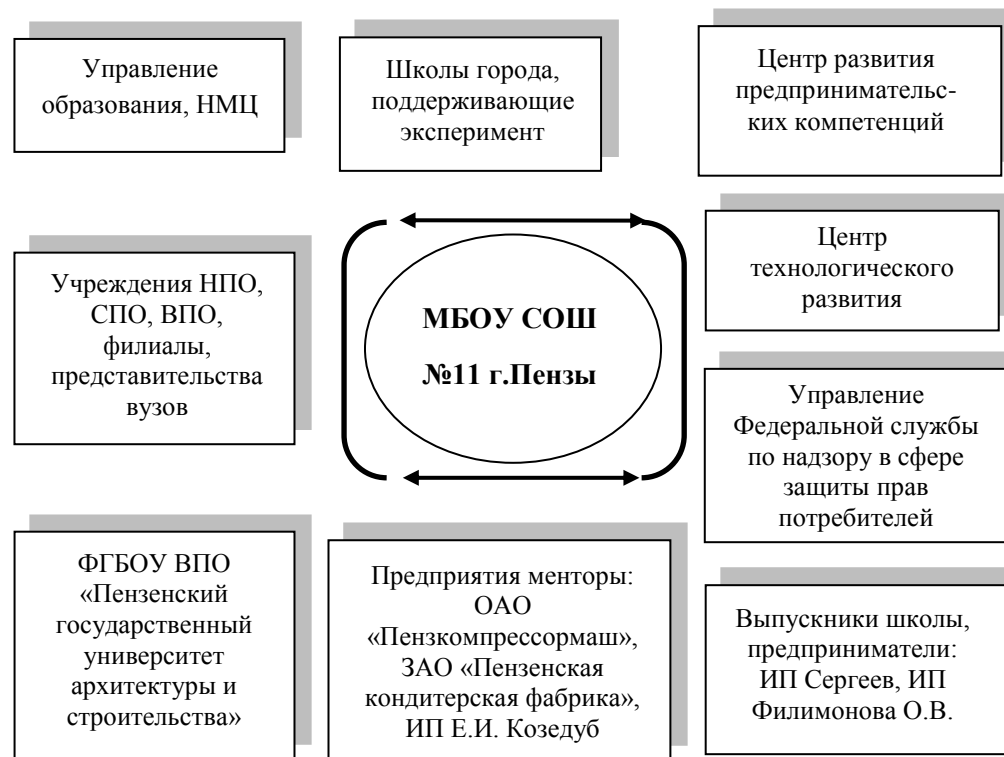 Управление
образования, НМЦ
Школы города,
поддерживающие
эксперимент
Центр развития
предпринимательс-
ких компетенций
Учреждения НПО,
СПО, ВПО,
филиалы,
представительства
вузов
МБОУ СОШ
№11 г.Пензы
Центр
технологического
развития
Управление
Федеральной службы
по надзору в сфере
защиты прав
потребителей
ФГБОУ ВПО
«Пензенский
государственный
университет
архитектуры и
строительства»
Предприятия менторы:
ОАО
«Пензкомпрессормаш»,
ЗАО «Пензенская
кондитерская фабрика»,
ИП Е.И. Козедуб
Выпускники школы,
предприниматели:
ИП Сергеев, ИП
Филимонова О.В.